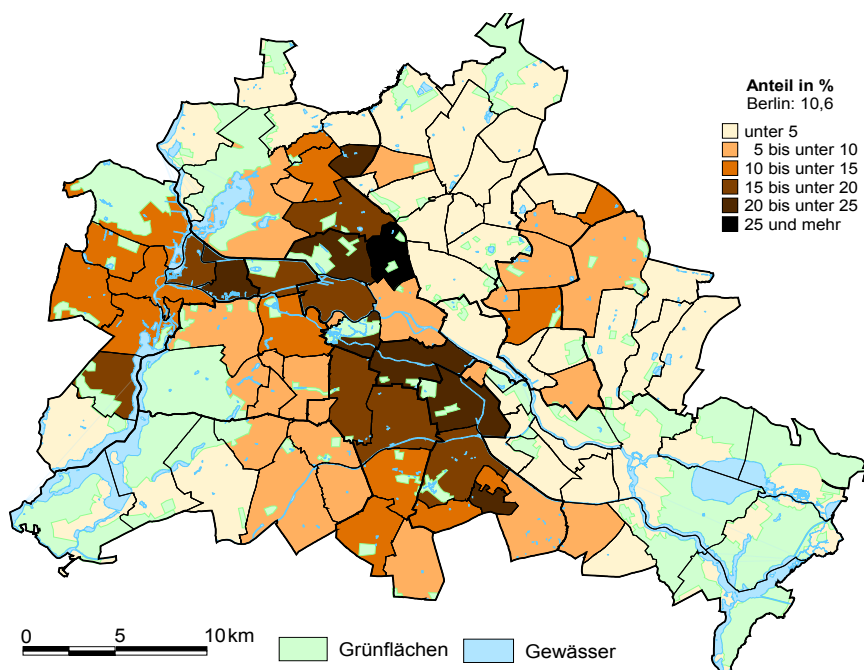 Anteil in %
Berlin: 10,6
unter 5
5 bis unter 10
10 bis unter 15
15 bis unter 20
20 bis unter 25
25 und mehr
0 5 10 km
Grünflächen Gewässer